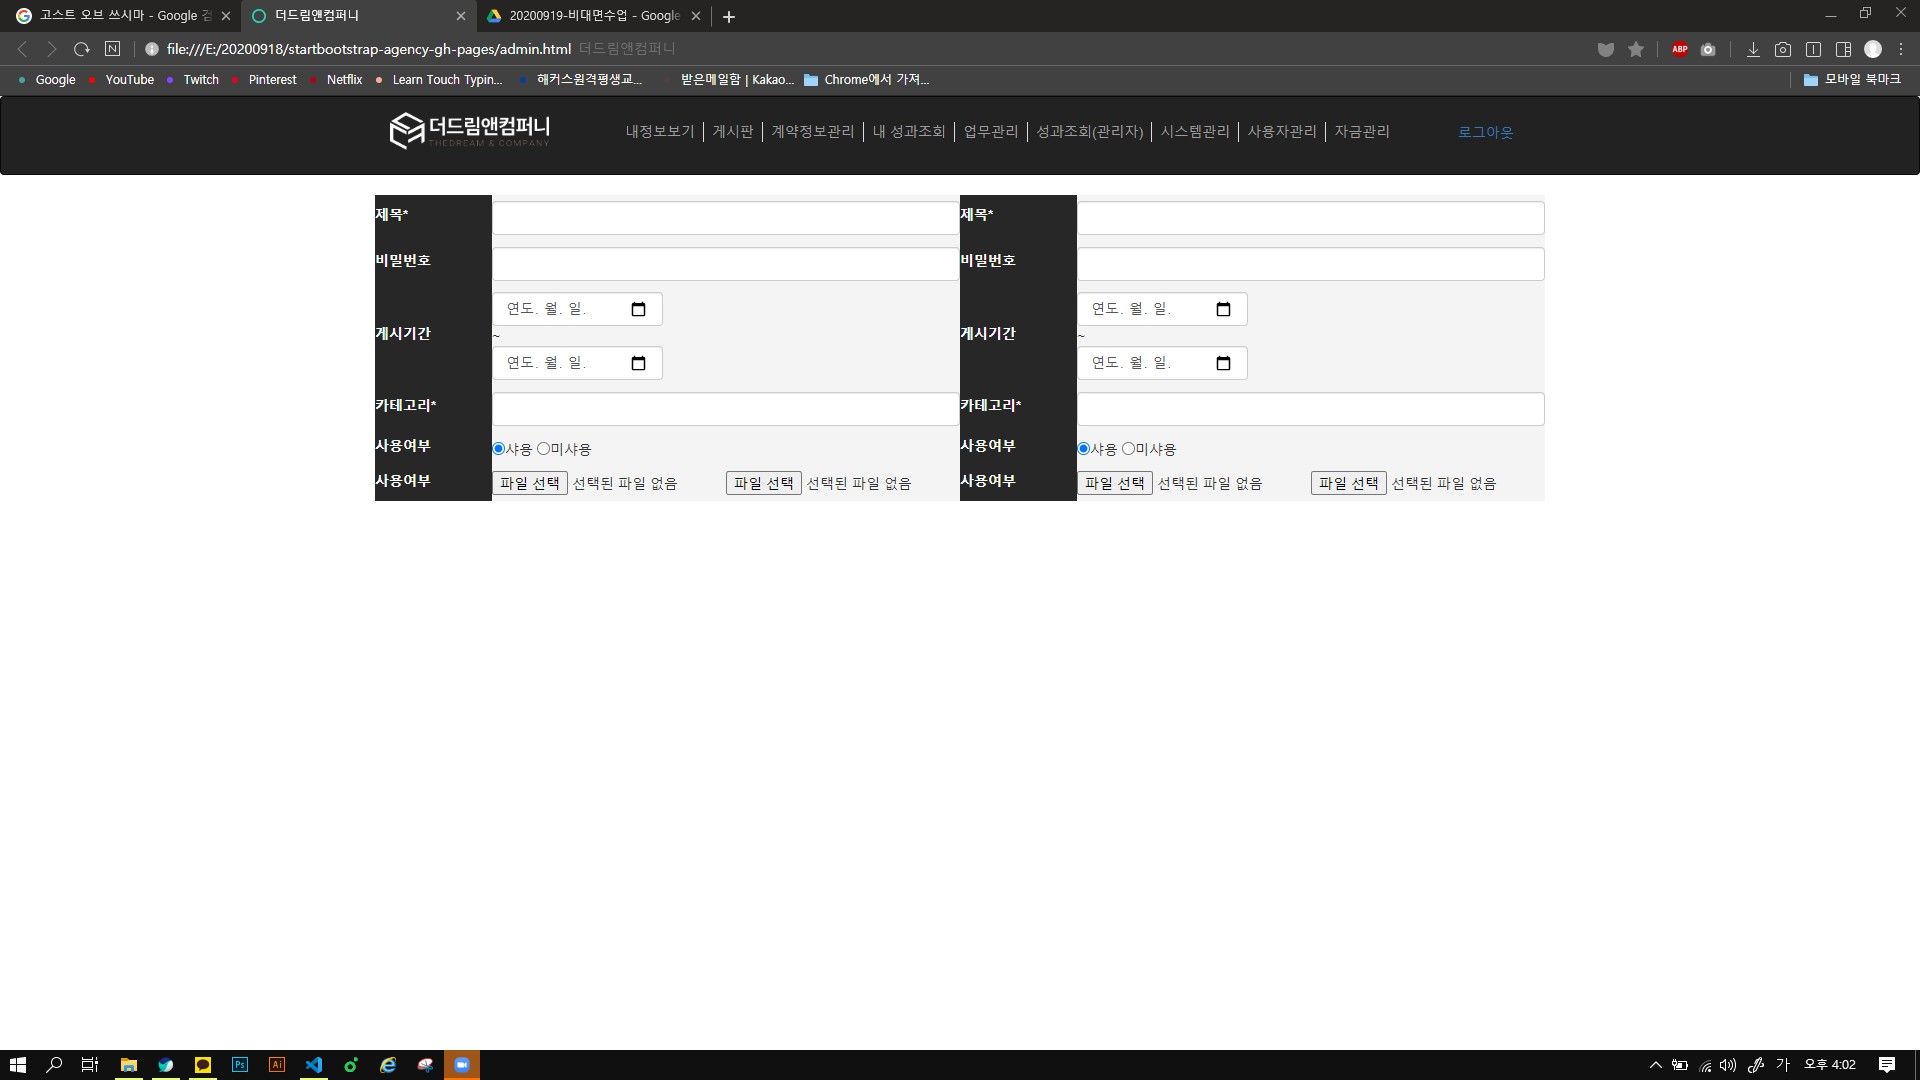 고스트 오브 쓰시마 - Google 검
더드림앤컴퍼니
20200919-비대면수업 - Google
file:///E:/20200918/startbootstrap-agency-gh-pages/admin.html 더드림앤컴퍼니
ABP
Google YouTube Twitch Pinterest Netflix Learn Touch Typin... 해커스원격평생교... 받은메일함 | Kakao... Chrome에서 가져... 모바일 북마크
더드림앤컴퍼니
THEDREAM & COMPANY
내정보보기 게시판 계약정보관리 내 성과조회 업무관리 성과조회(관리자) 시스템관리 사용자관리 자금관리 로그아웃
제목* 제목*
비밀번호 비밀번호
연도. 월. 일. 연도. 월. 일.
게시기간 ~ 게시기간 ~
연도. 월. 일. 연도. 월. 일.
카테고리* 카테고리*
사용여부 샤용 미샤용 사용여부 샤용 미샤용
사용여부 파일 선택 선택된 파일 없음 파일 선택 선택된 파일 없음 사용여부 파일 선택 선택된 파일 없음 파일 선택 선택된 파일 없음
Ps Ai 가 오후 4:02